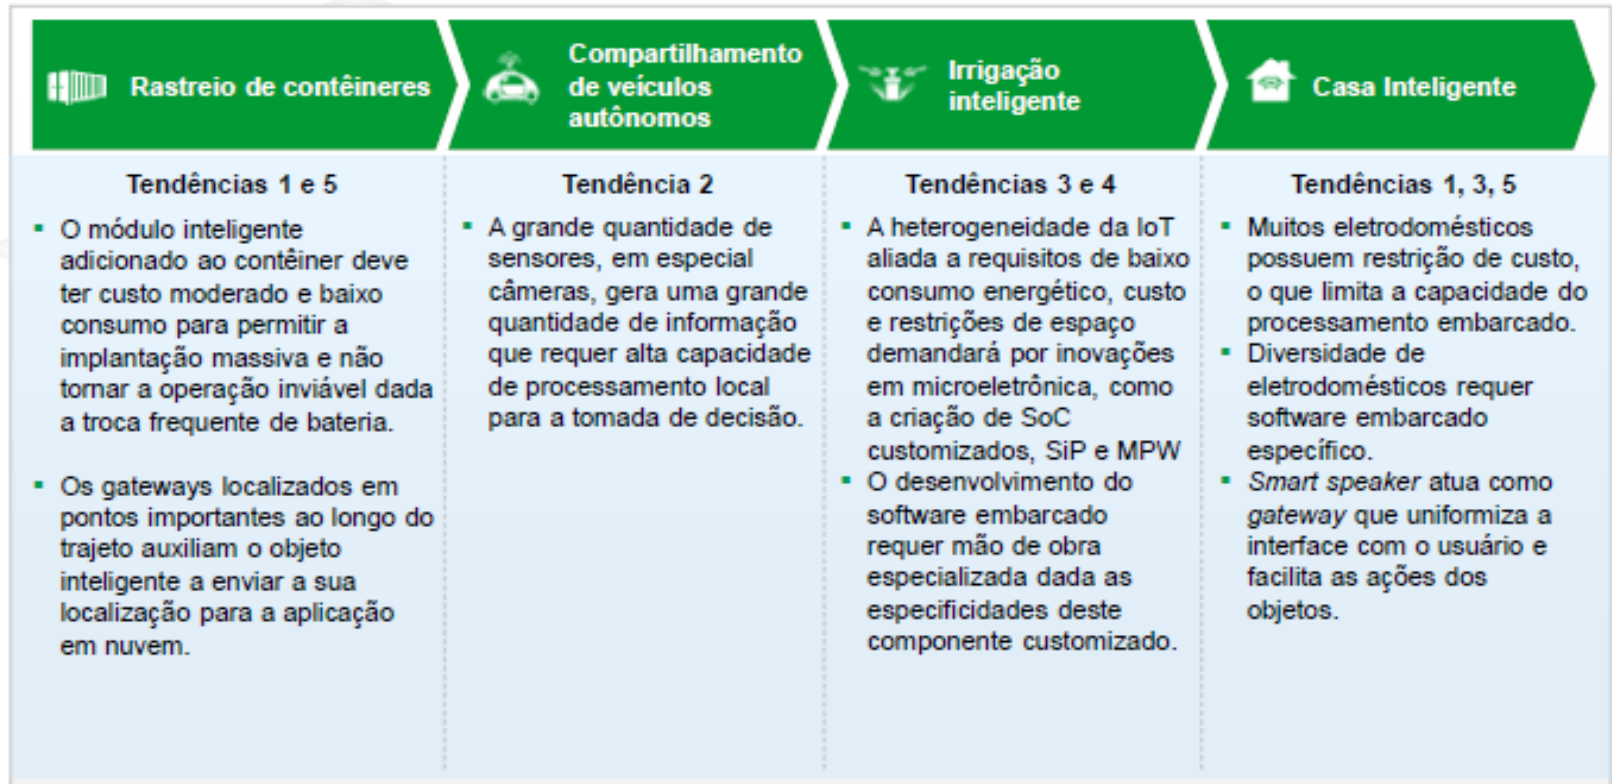 Rastreio de contêineres
Compartilhamento
de veículos
autônomos
Irrigação
inteligente
Casa Inteligente
Tendências 1 e 5
▪ O módulo inteligente
adicionado ao contêiner deve
ter custo moderado e baixo
consumo para permitir a
implantação massiva e não
tornar a operação inviável dada
a troca frequente de bateria.
▪ Os gateways localizados em
pontos importantes ao longo do
trajeto auxiliam o objeto
inteligente a enviar a sua
localização para a aplicação
em nuvem.
Tendência 2
▪ A grande quantidade de
sensores, em especial
câmeras, gera uma grande
quantidade de informação
que requer alta capacidade
de processamento local
para a tomada de decisão.
Tendências 3 e 4
▪ A heterogeneidade da IoT
aliada a requisitos de baixo
consumo energético, custo
e restrições de espaço
demandará por inovações
em microeletrônica, como
a criação de SoC
customizados, SiP e MPW
▪ O desenvolvimento do
software embarcado
requer mão de obra
especializada dada as
especificidades deste
componente customizado.
Tendências 1, 3, 5
▪ Muitos eletrodomésticos
possuem restrição de custo,
o que limita a capacidade do
processamento embarcado.
▪ Diversidade de
eletrodomésticos requer
software embarcado
específico.
▪ Smart speaker atua como
gateway que uniformiza a
interface com o usuário e
facilita as ações dos
objetos.